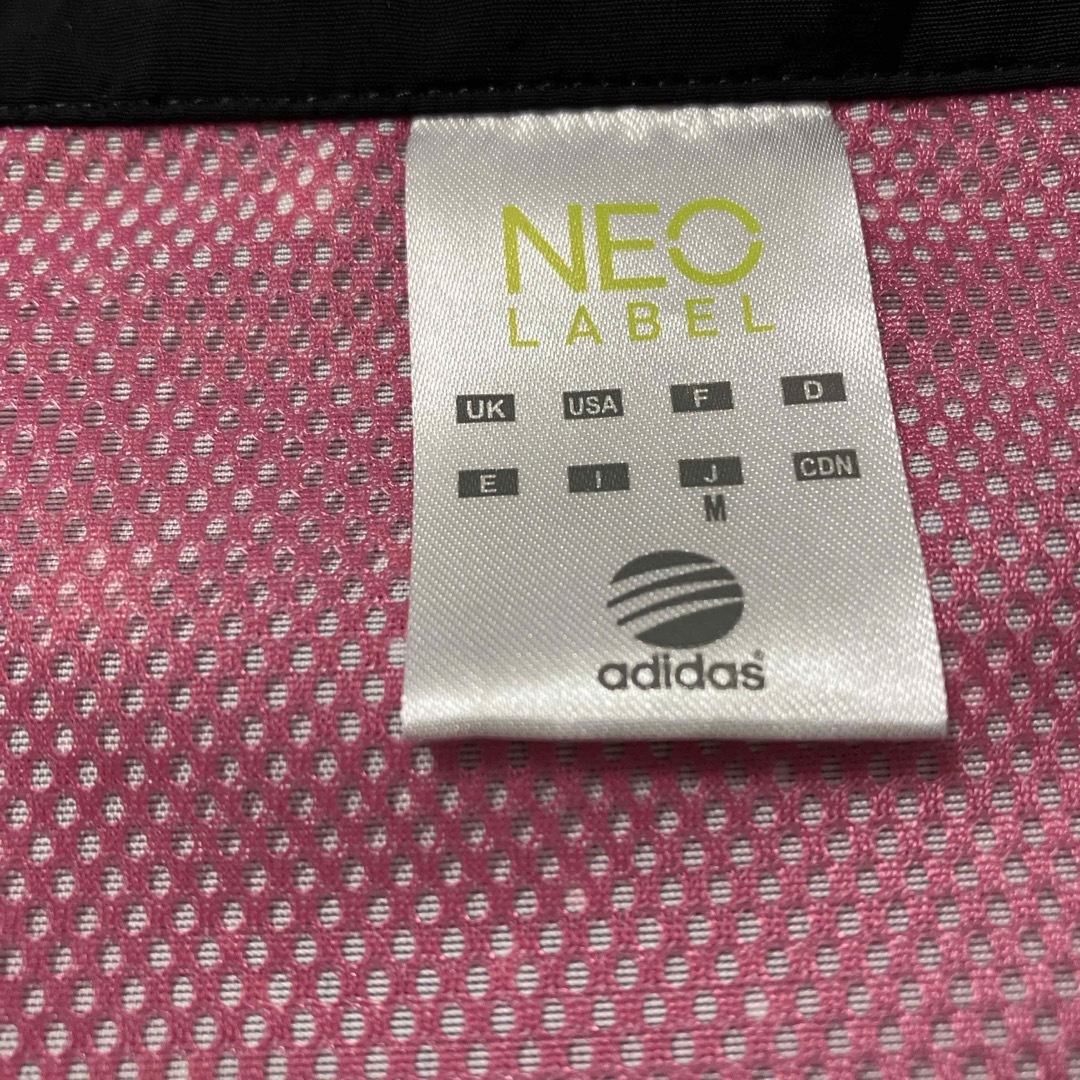 NEO
LABEL
UK USA F D
E I J CDN
M
adidas®